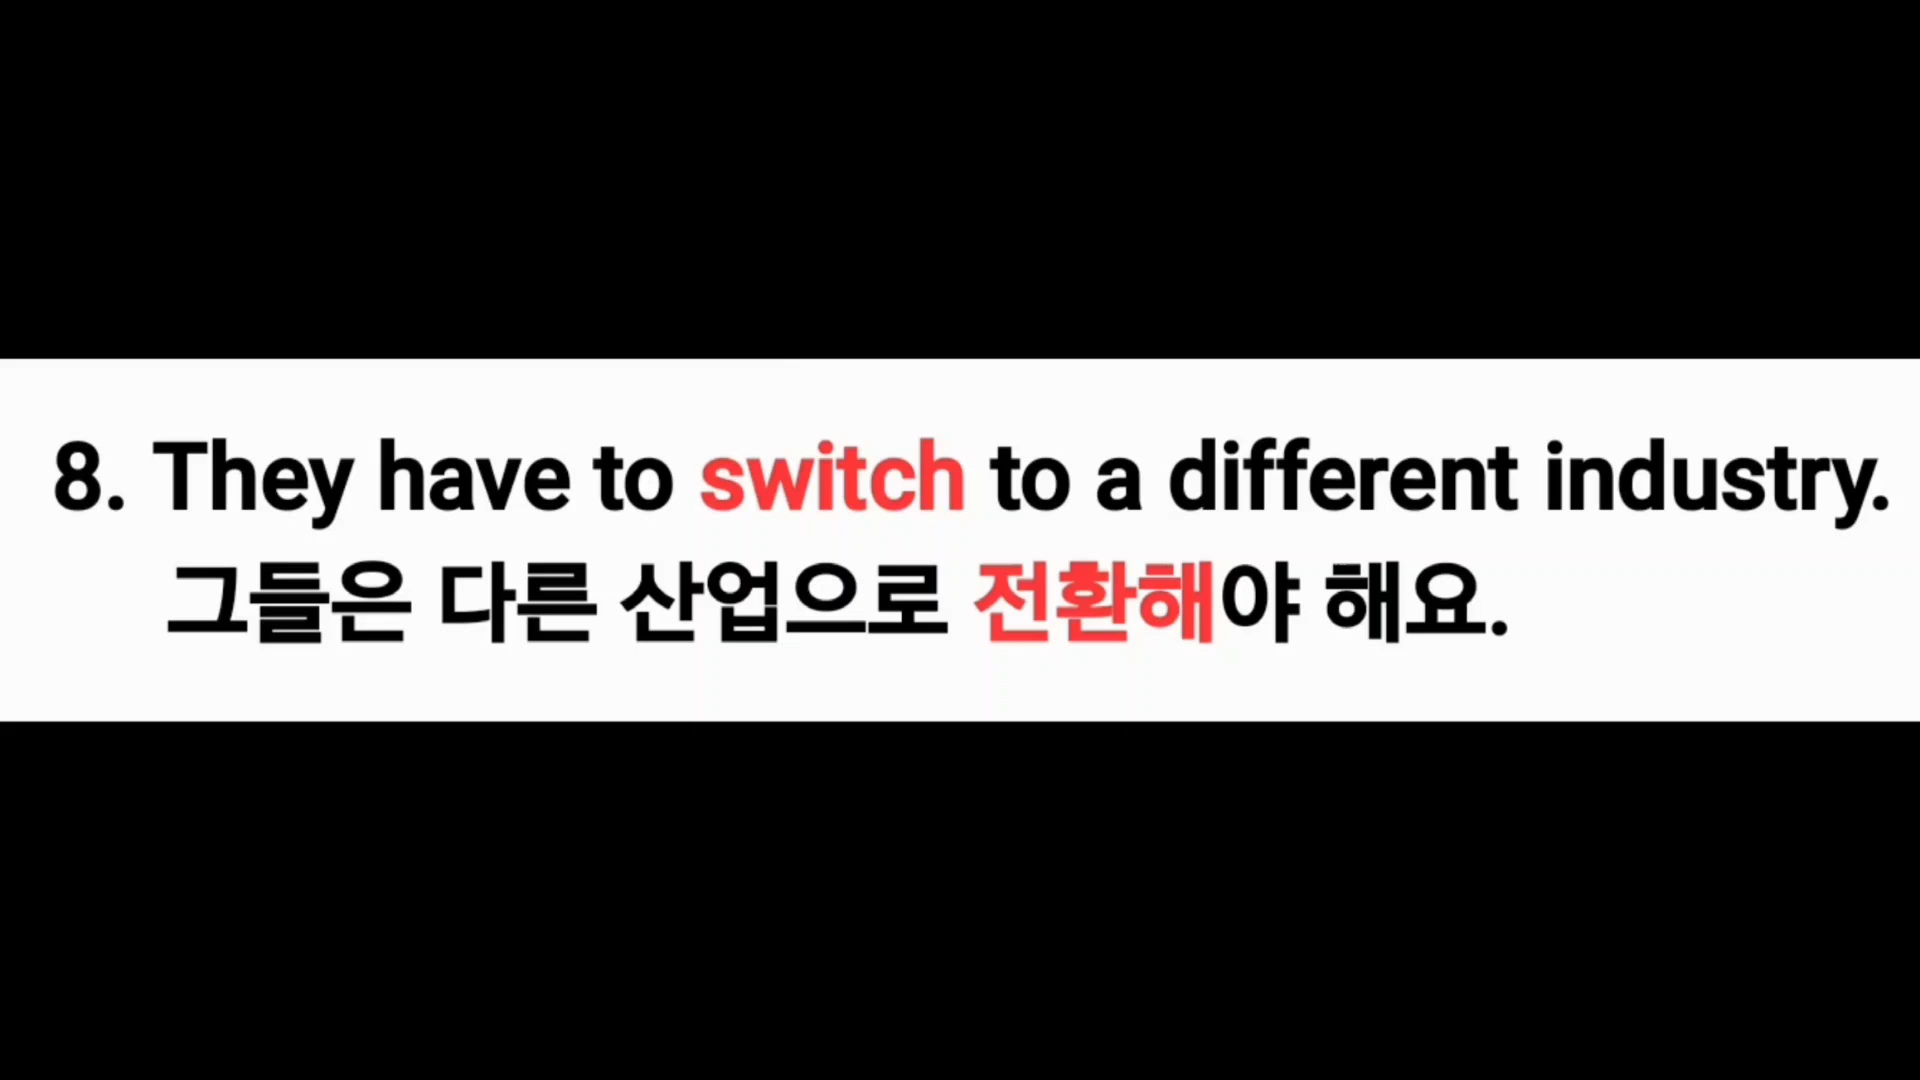 8. They have to switch to a different industry.
그들은 다른 산업으로 전환해야 해요.